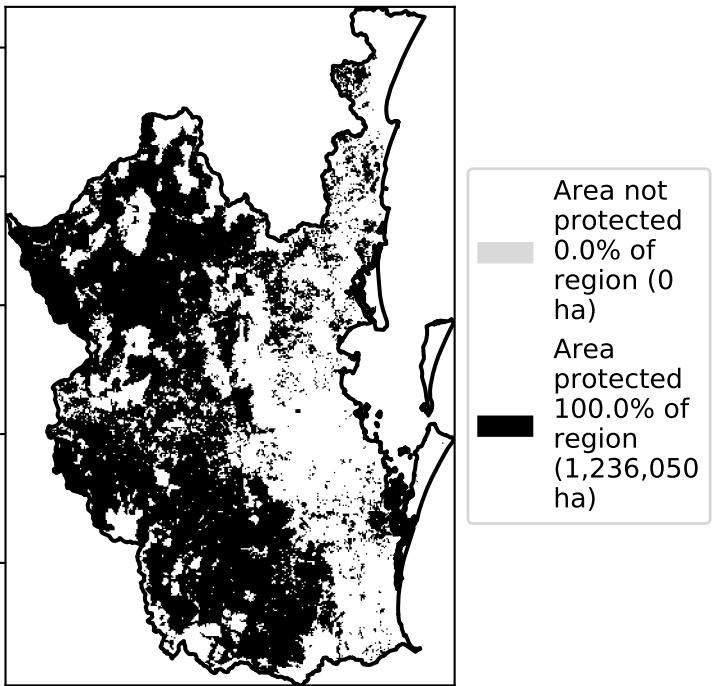 Area not
protected
0.0% of
region (0
ha)
Area
protected
100.0% of
region
(1,236,050
ha)